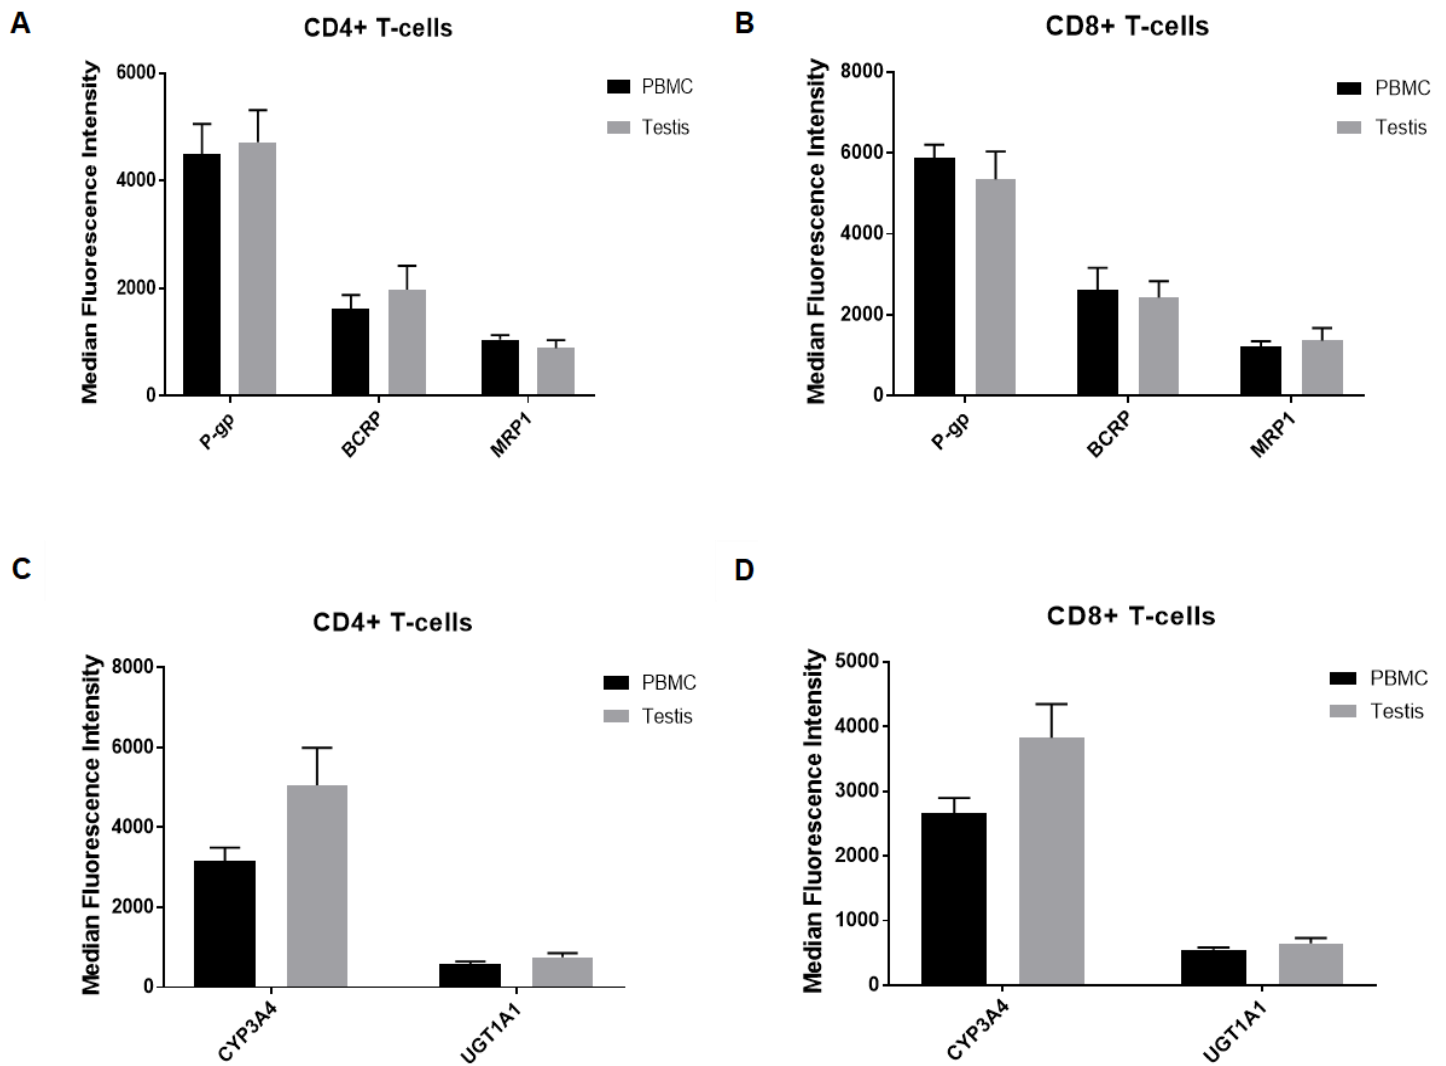 A
CD4+ T-cells
Median Fluorescence Intensity
6000
4000
2000
0
P-gp
BCRP
MRP1
PBMC
Testis
B
CD8+ T-cells
Median Fluorescence Intensity
8000
6000
4000
2000
0
P-gp
BCRP
MRP1
PBMC
Testis
C
CD4+ T-cells
Median Fluorescence Intensity
8000
6000
4000
2000
0
CYP3A4
UGT1A1
PBMC
Testis
D
CD8+ T-cells
Median Fluorescence Intensity
5000
4000
3000
2000
1000
0
CYP3A4
UGT1A1
PBMC
Testis